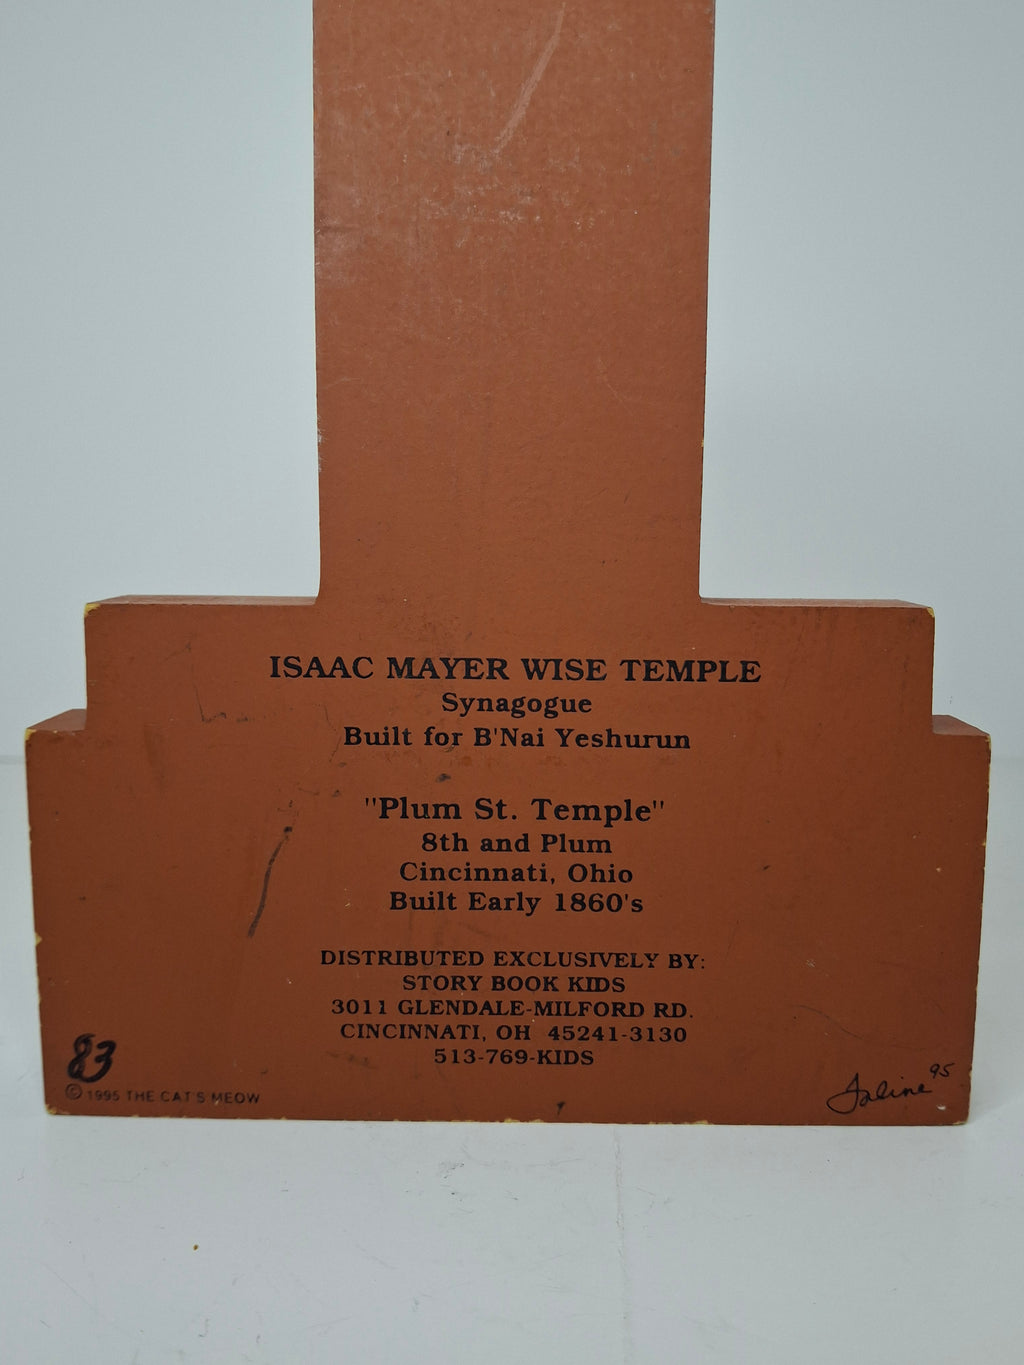 ISAAC MAYER WISE TEMPLE
Synagogue
Built for B'Nai Yeshurun
"Plum St. Temple"
8th and Plum
Cincinnati, Ohio
Built Early 1860's
DISTRIBUTED EXCLUSIVELY BY:
STORY BOOK KIDS
3011 GLENDALE-MILFORD RD.
CINCINNATI, OH 45241-3130
513-769-KIDS
83
© 1995 THE CAT'S MEOW
Faline 95